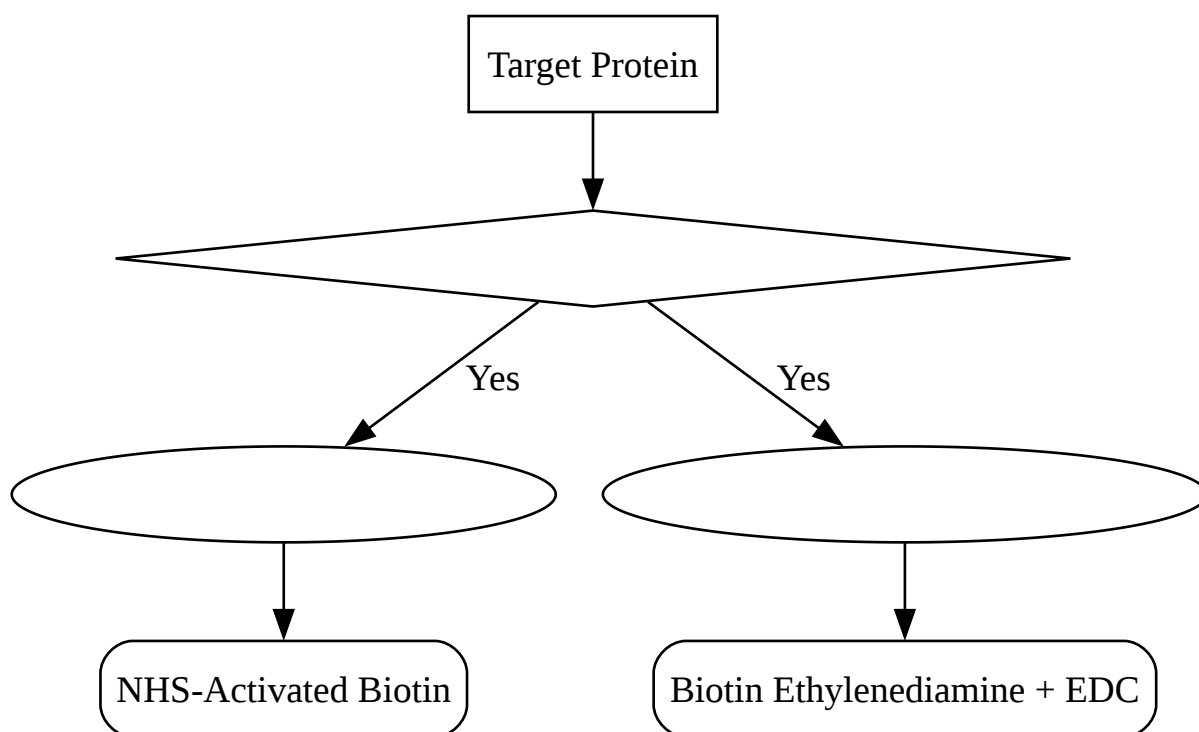 Target Protein
Yes
Yes
NHS-Activated Biotin
Biotin Ethylenediamine + EDC